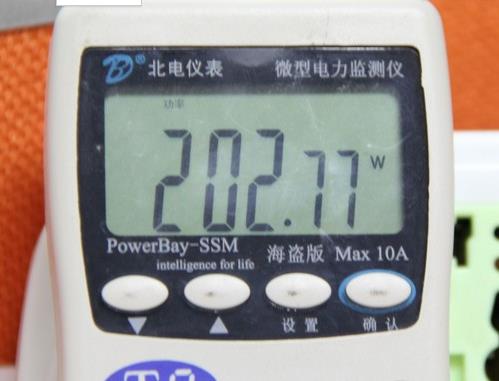 ® 北电仪表 微型电力监测仪
功率
202.77 W
PowerBay-SSM 海盗版 Max 10A
intelligence for life
▼ ▲ 设置 确认